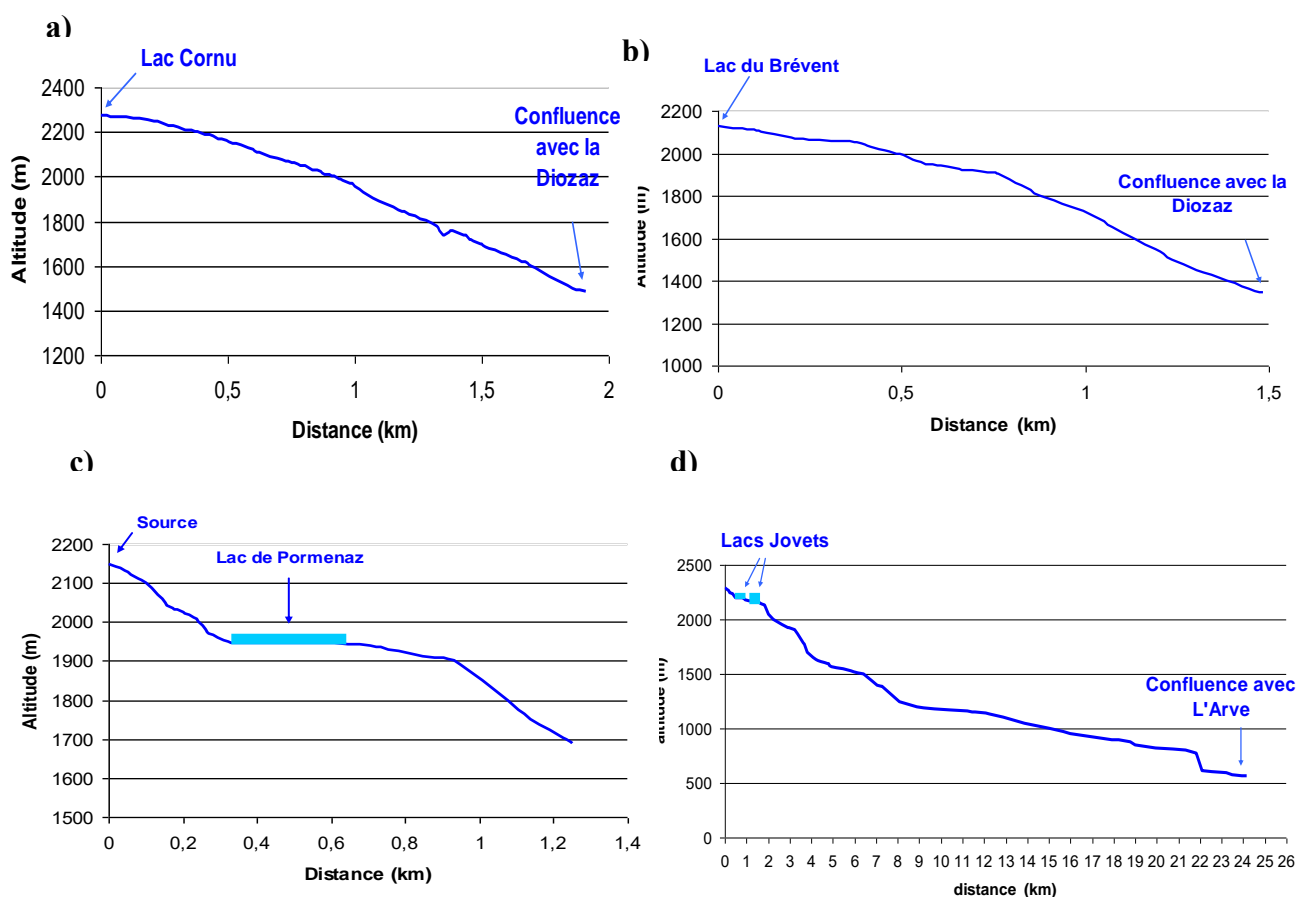 a)
Lac Cornu
2400
2200
2000
1800
1600
1400
1200
Altitude (m)
Confluence
avec la
Diozaz
0 0,5 1 1,5 2
Distance (km)
b)
Lac du Brévent
2200
2000
1800
1600
1400
1200
1000
Altitude (m)
Confluence avec la
Diozaz
0 0,5 1 1,5
Distance (km)
c)
Source
Lac de Pormenaz
2200
2100
2000
1900
1800
1700
1600
1500
Altitude (m)
0 0,2 0,4 0,6 0,8 1 1,2 1,4
Distance (km)
d)
Lacs Jovets
2500
2000
1500
1000
500
0
altitude (m)
Confluence avec
L'Arve
0 1 2 3 4 5 6 7 8 9 10 11 12 13 14 15 16 17 18 19 20 21 22 23 24 25 26
distance (km)